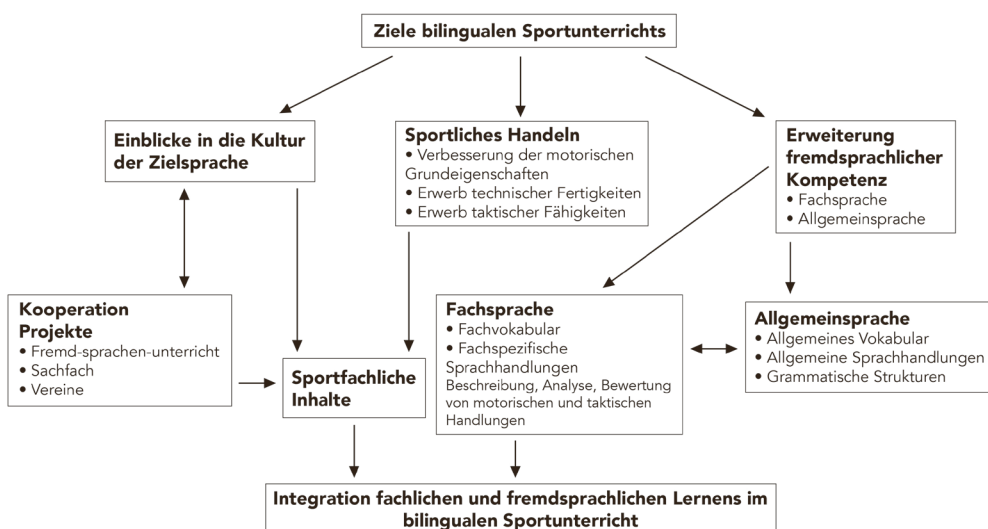 Ziele bilingualen Sportunterrichts
Einblicke in die Kultur
der Zielsprache
Sportliches Handeln
• Verbesserung der motorischen
Grundeigenschaften
• Erwerb technischer Fertigkeiten
• Erwerb taktischer Fähigkeiten
Erweiterung
fremdsprachlicher
Kompetenz
• Fachsprache
• Allgemeinsprache
Kooperation
Projekte
• Fremd-sprachen-unterricht
• Sachfach
• Vereine
Sportfachliche
Inhalte
Fachsprache
• Fachvokabular
• Fachspezifische
Sprachhandlungen
Beschreibung, Analyse, Bewertung
von motorischen und taktischen
Handlungen
Allgemeinsprache
• Allgemeines Vokabular
• Allgemeine Sprachhandlungen
• Grammatische Strukturen
Integration fachlichen und fremdsprachlichen Lernens im
bilingualen Sportunterricht